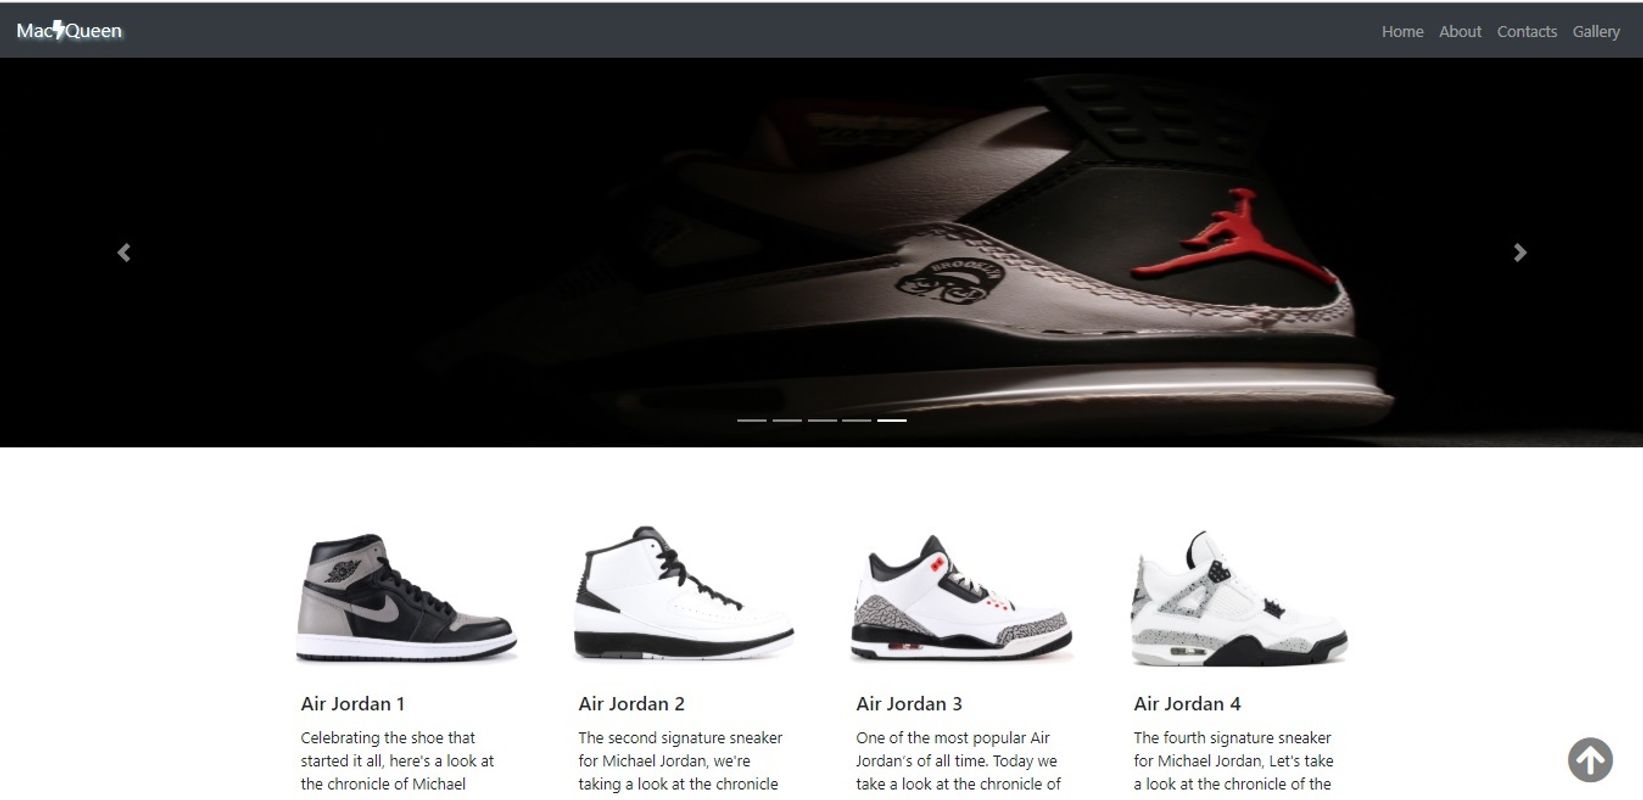 Mac⚡Queen
Home About Contacts Gallery
BROOKLYN
Air Jordan 1
Celebrating the shoe that
started it all, here's a look at
the chronicle of Michael
Air Jordan 2
The second signature sneaker
for Michael Jordan, we're
taking a look at the chronicle
Air Jordan 3
One of the most popular Air
Jordan’s of all time. Today we
take a look at the chronicle of
Air Jordan 4
The fourth signature sneaker
for Michael Jordan, Let's take
a look at the chronicle of the